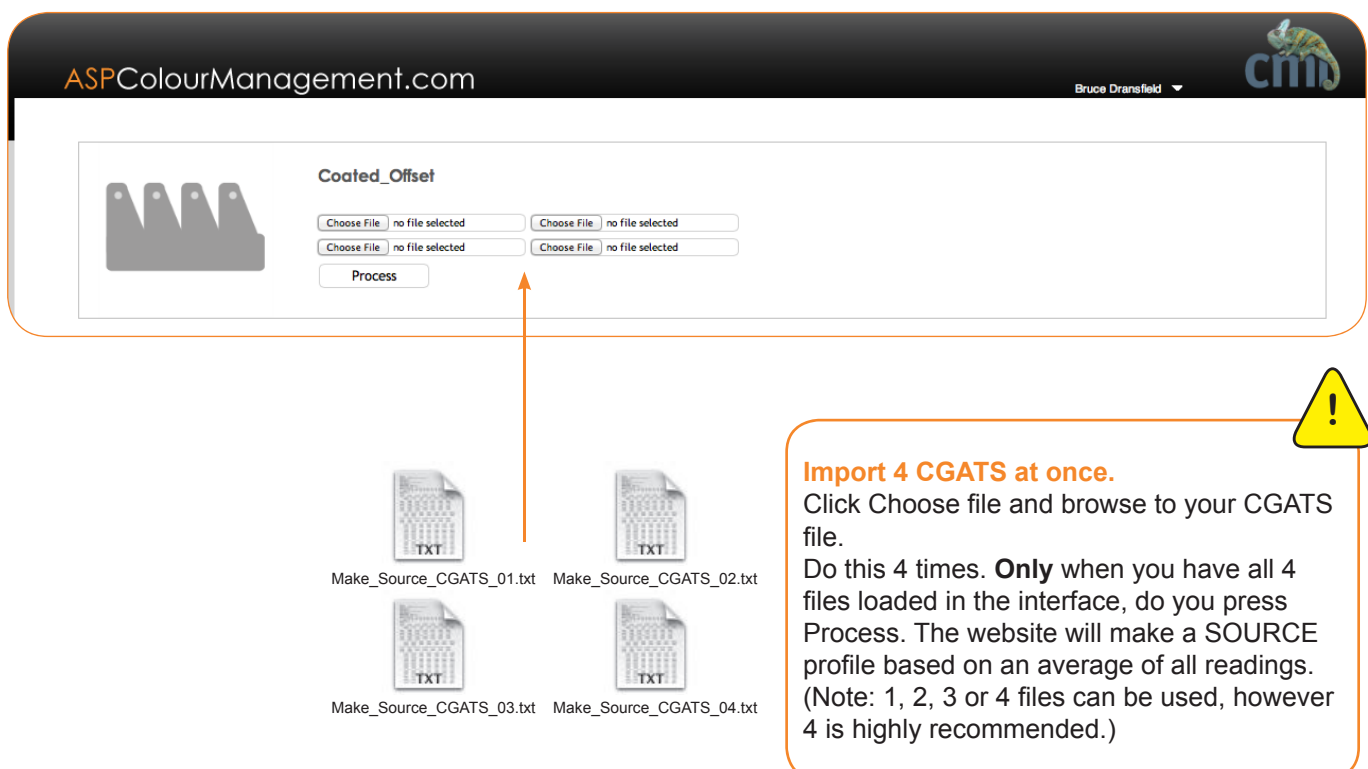 ASPColourManagement.com
Bruce Dransfield
cmi
Coated_Offset
Choose File no file selected Choose File no file selected
Choose File no file selected Choose File no file selected
Process
!
TXT TXT
Make_Source_CGATS_01.txt Make_Source_CGATS_02.txt
TXT TXT
Make_Source_CGATS_03.txt Make_Source_CGATS_04.txt
Import 4 CGATS at once.
Click Choose file and browse to your CGATS
file.
Do this 4 times. Only when you have all 4
files loaded in the interface, do you press
Process. The website will make a SOURCE
profile based on an average of all readings.
(Note: 1, 2, 3 or 4 files can be used, however
4 is highly recommended.)